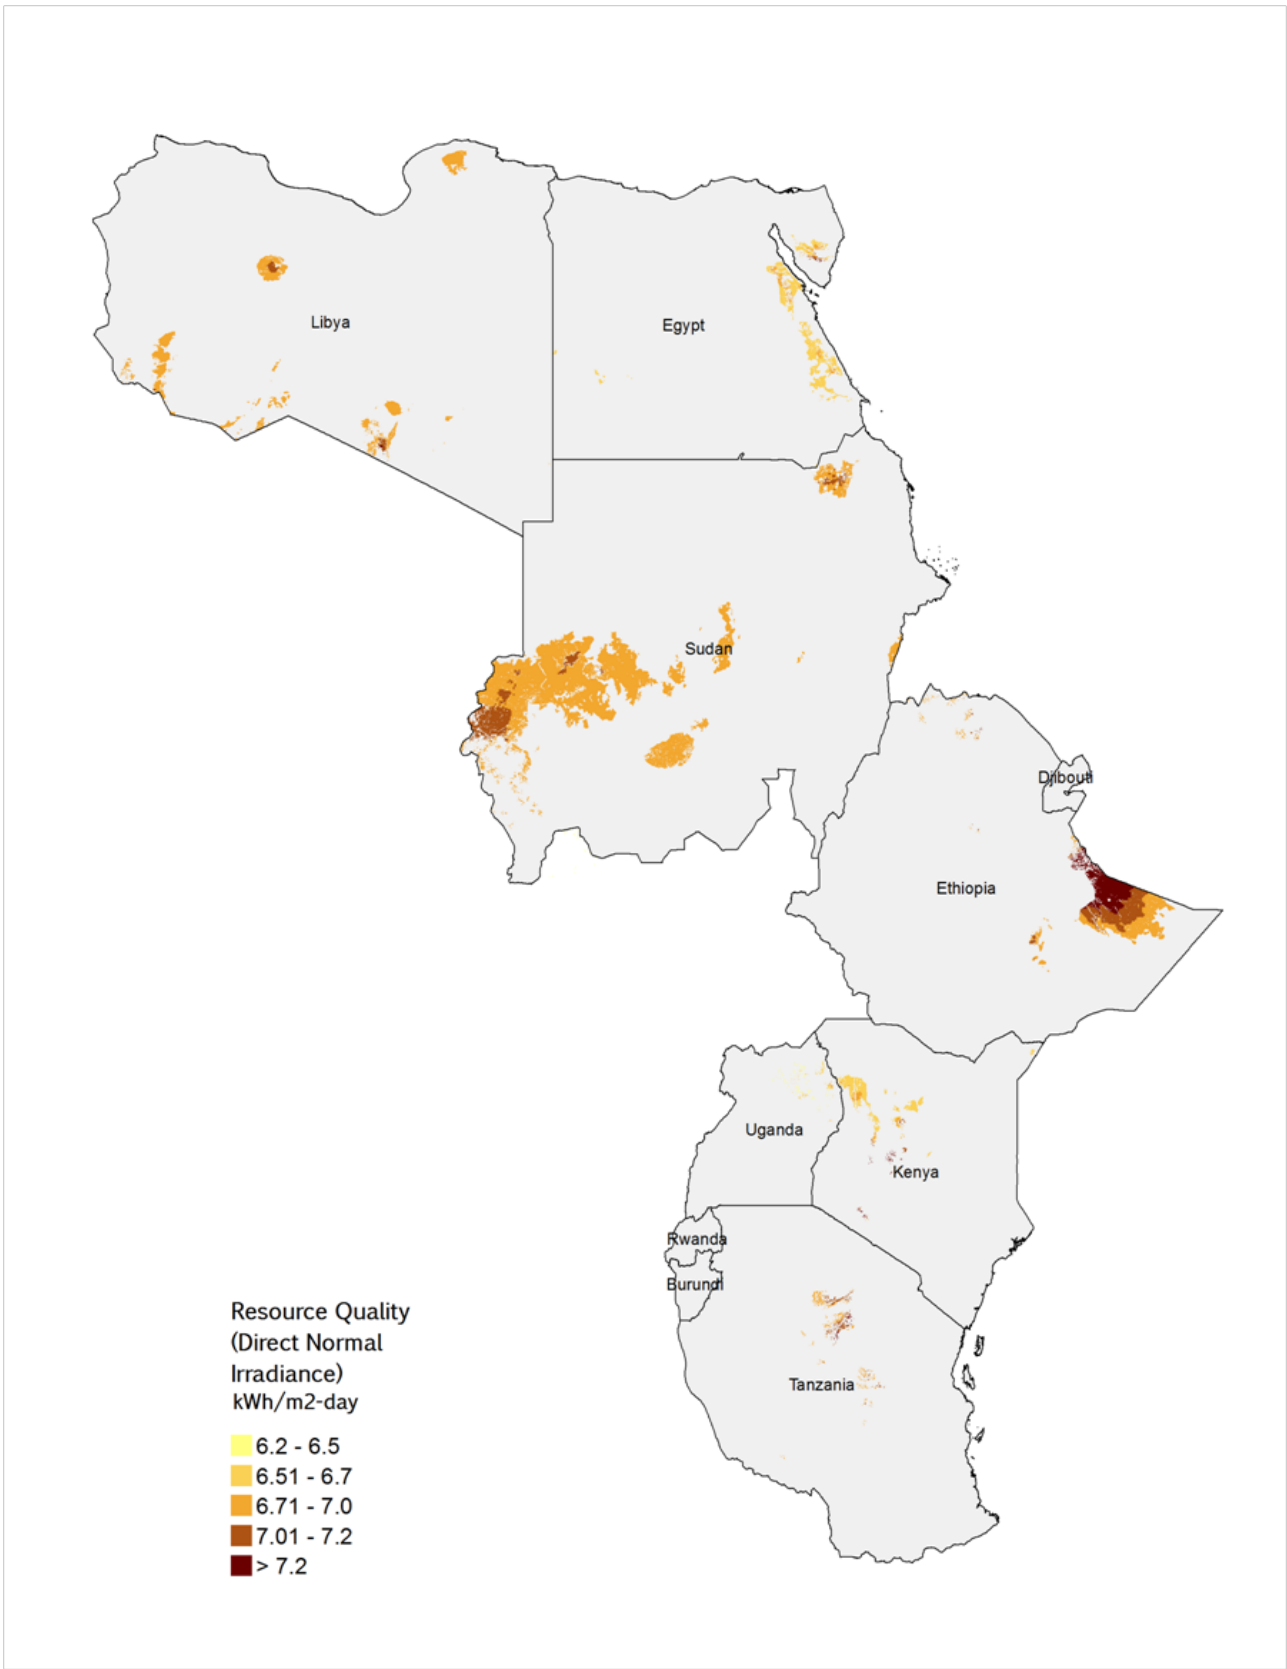 Libya
Egypt
Sudan
Djibouti
Ethiopia
Uganda
Kenya
Rwanda
Burundi
Tanzania
Resource Quality
(Direct Normal
Irradiance)
kWh/m2-day
6.2 - 6.5
6.51 - 6.7
6.71 - 7.0
7.01 - 7.2
> 7.2